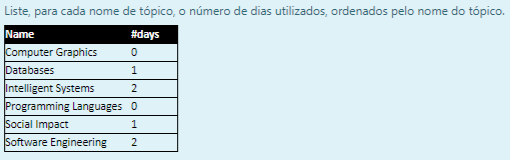 Liste, para cada nome de tópico, o número de dias utilizados, ordenados pelo nome do tópico.
Name #days
Computer Graphics 0
Databases 1
Intelligent Systems 2
Programming Languages 0
Social Impact 1
Software Engineering 2